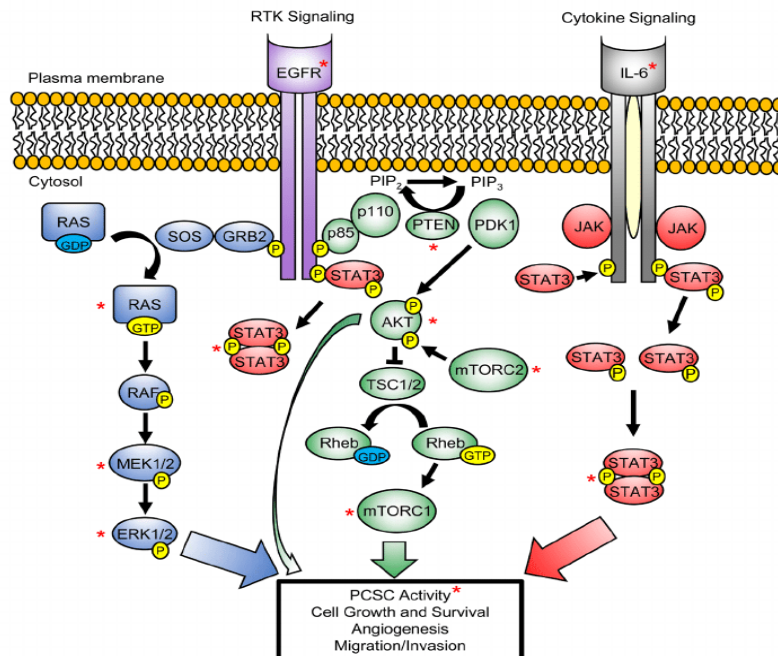 RTK Signaling
Cytokine Signaling
EGFR*
IL-6*
Plasma membrane
Cytosol
PIP2
PIP3
RAS
GDP
SOS
GRB2
P
P
p85
p110
PTEN
*
PDK1
JAK
JAK
P
STAT3
P
STAT3
P
P
STAT3
P
*
RAS
GTP
P
AKT
*
P
*
STAT3
P
P
STAT3
STAT3
P
STAT3
P
RAF
P
TSC1/2
mTORC2
*
Rheb
GDP
Rheb
GTP
*
MEK1/2
P
*
STAT3
P
P
STAT3
*
ERK1/2
P
*
mTORC1
PCSC Activity*
Cell Growth and Survival
Angiogenesis
Migration/Invasion